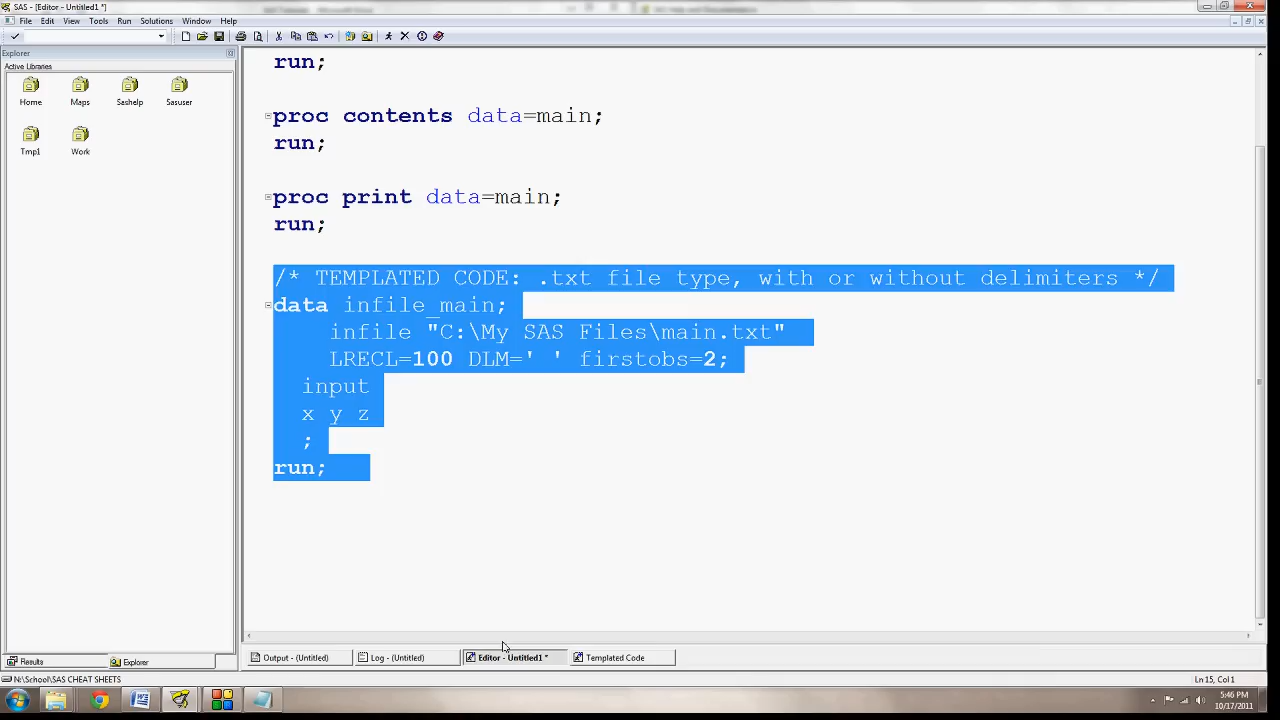 SAS - [Editor - Untitled1 *]
File Edit View Tools Run Solutions Window Help
Explorer
Active Libraries
Home Maps Sashelp Sasuser
Tmp1 Work
run;
proc contents data=main;
run;
proc print data=main;
run;
/* TEMPLATED CODE: .txt file type, with or without delimiters */
data infile_main;
infile "C:\My SAS Files\main.txt"
LRECL=100 DLM=' ' firstobs=2;
input
x y z
;
run;
Results Explorer
Output - (Untitled) Log - (Untitled) Editor - Untitled1 * Templated Code
N:\School\SAS CHEAT SHEETS
Ln 15, Col 1
5:46 PM
10/17/2011